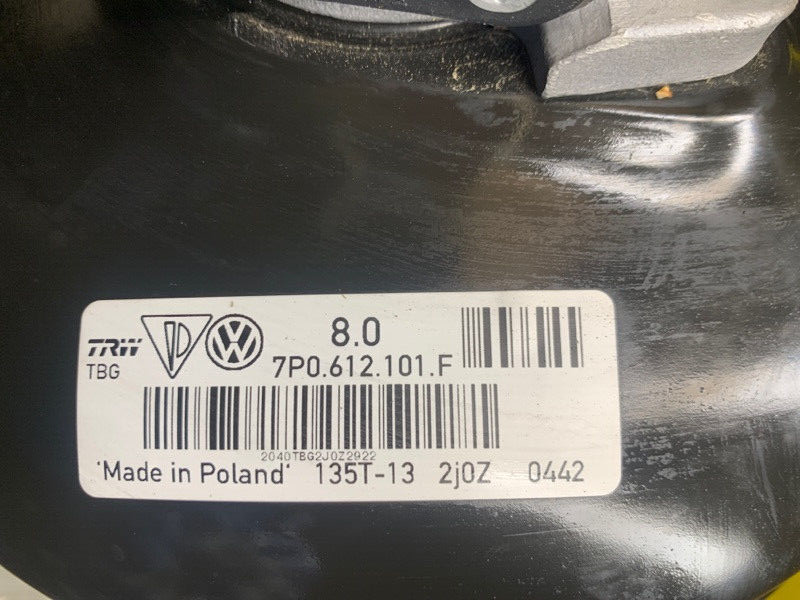 TRW
TBG
8.0
7P0.612.101.F
2040TBG2J0Z2922
'Made in Poland' 135T-13 2j0Z 0442